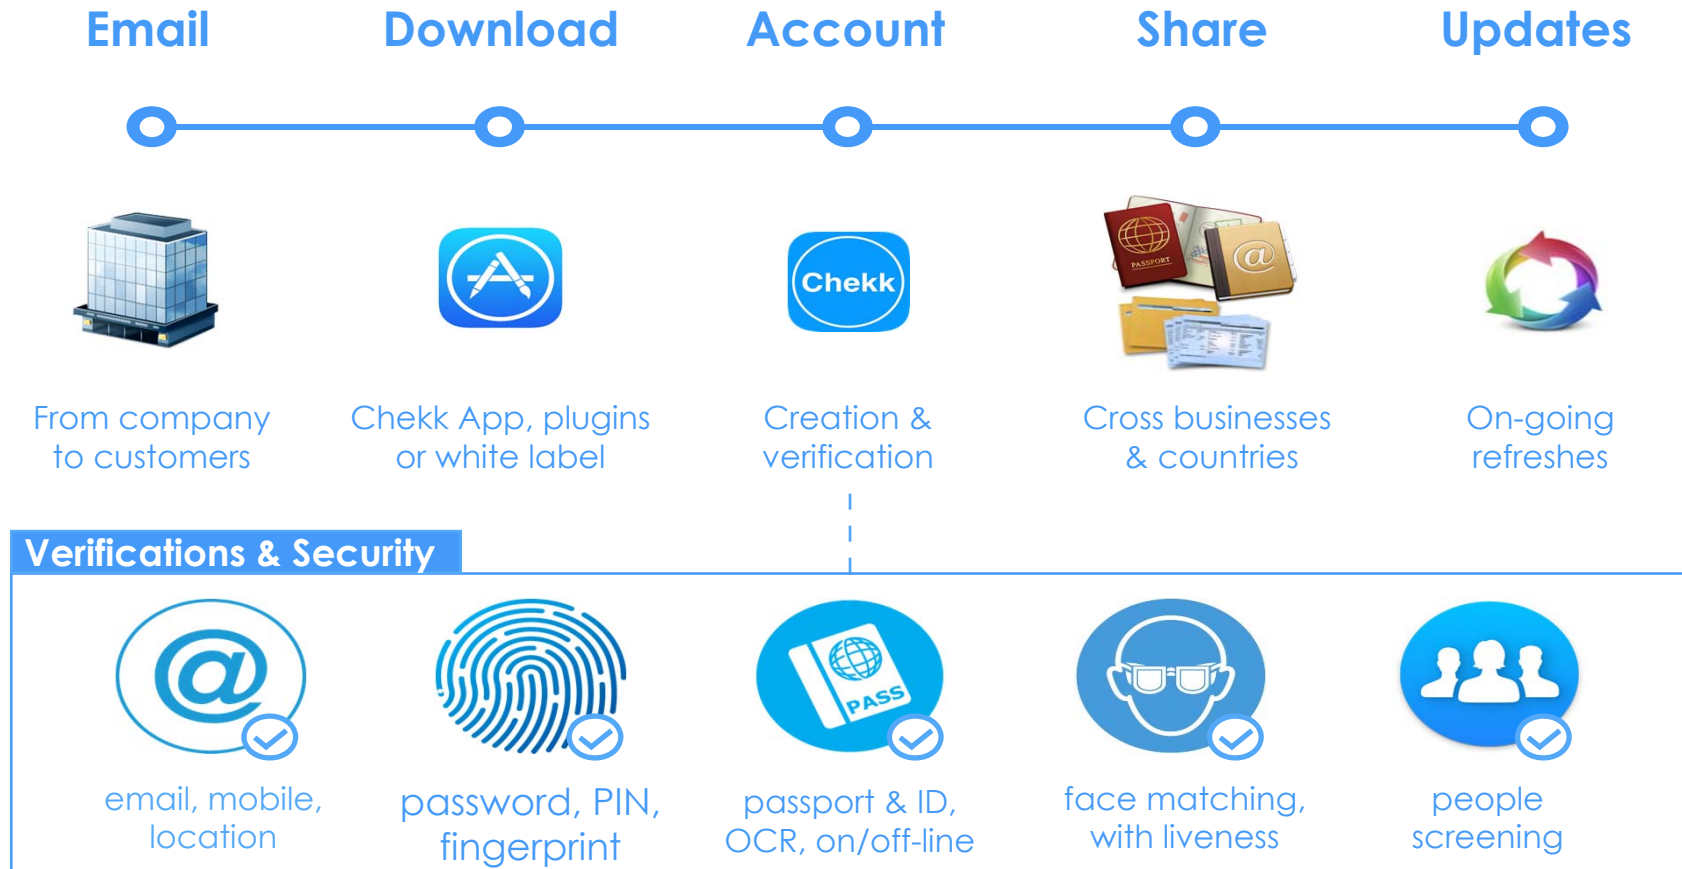 Email
Download
Account
Share
Updates
PASSPORT
@
Chekk
From company
to customers
Chekk App, plugins
or white label
Creation &
verification
Cross businesses
& countries
On-going
refreshes
Verifications & Security
@
PASS
email, mobile,
location
password, PIN,
fingerprint
passport & ID,
OCR, on/off-line
face matching,
with liveness
people
screening